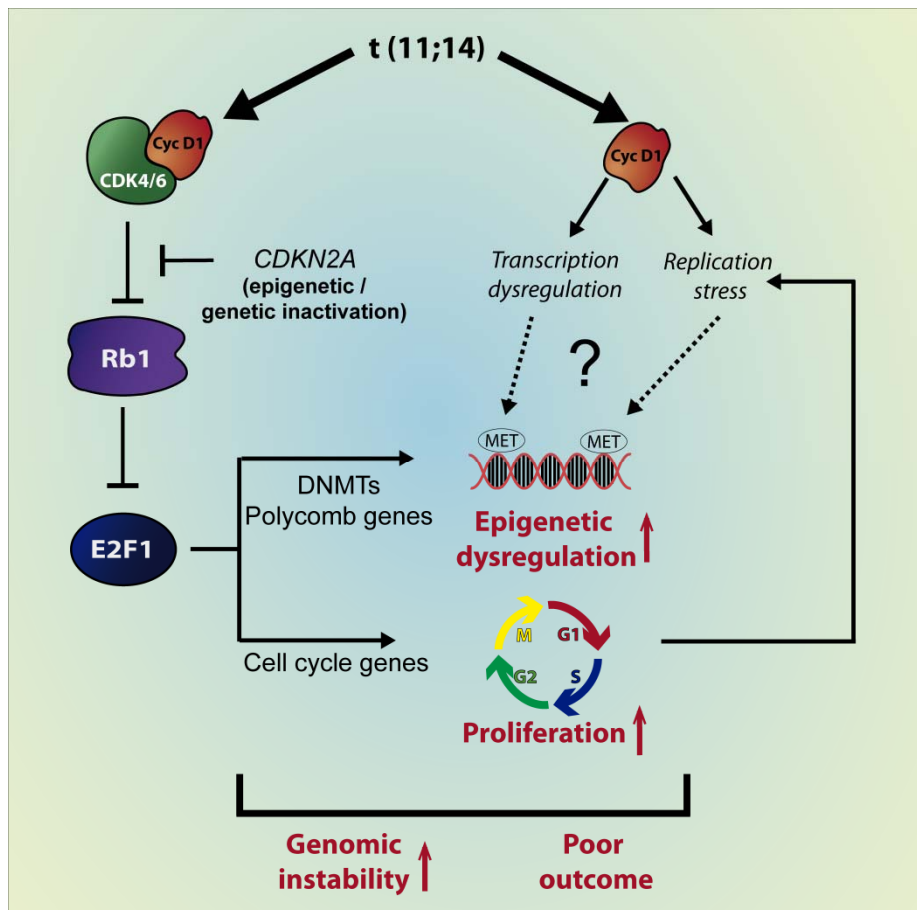 t (11;14)
Cyc D1
CDK4/6
Cyc D1
CDKN2A
(epigenetic /
genetic inactivation)
Transcription
dysregulation
Replication
stress
Rb1
?
MET
MET
DNMTs
Polycomb genes
Epigenetic
dysregulation
E2F1
Cell cycle genes
M
G1
G2
S
Proliferation
Genomic
instability
Poor
outcome